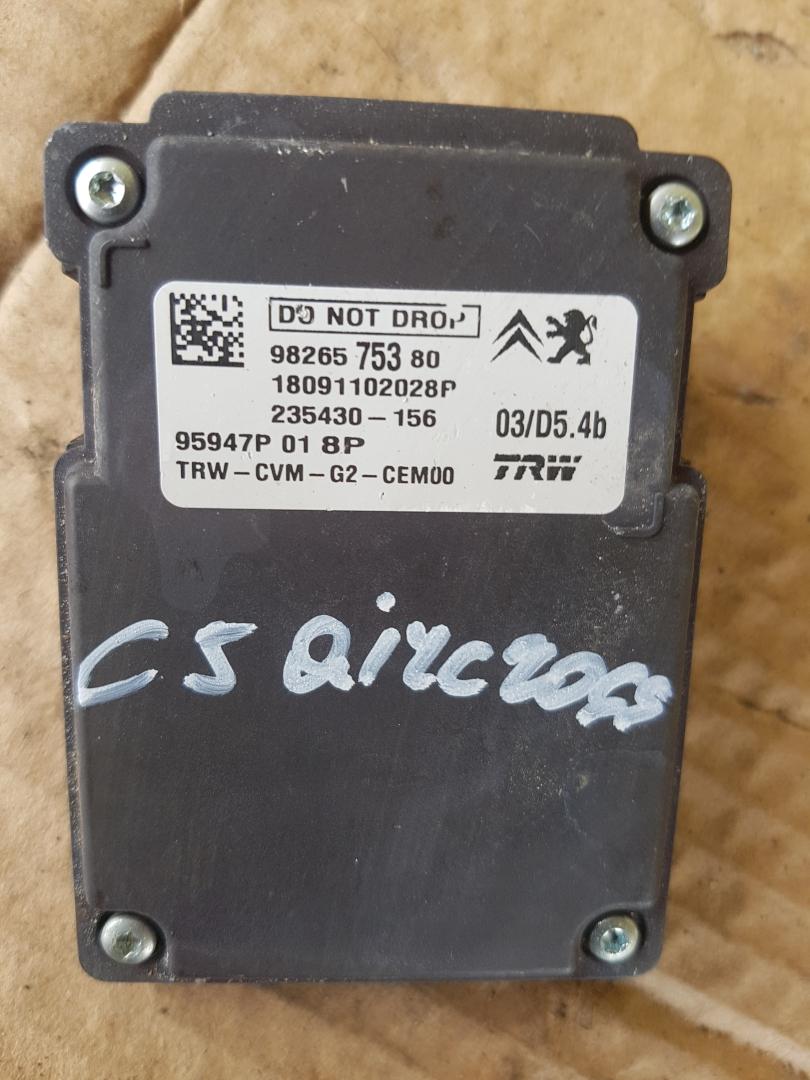 DO NOT DROP
98265 753 80
18091102028P
235430-156
03/D5.4b
95947P 01 8P
TRW-CVM-G2-CEM00
TRW
C5 Aircross